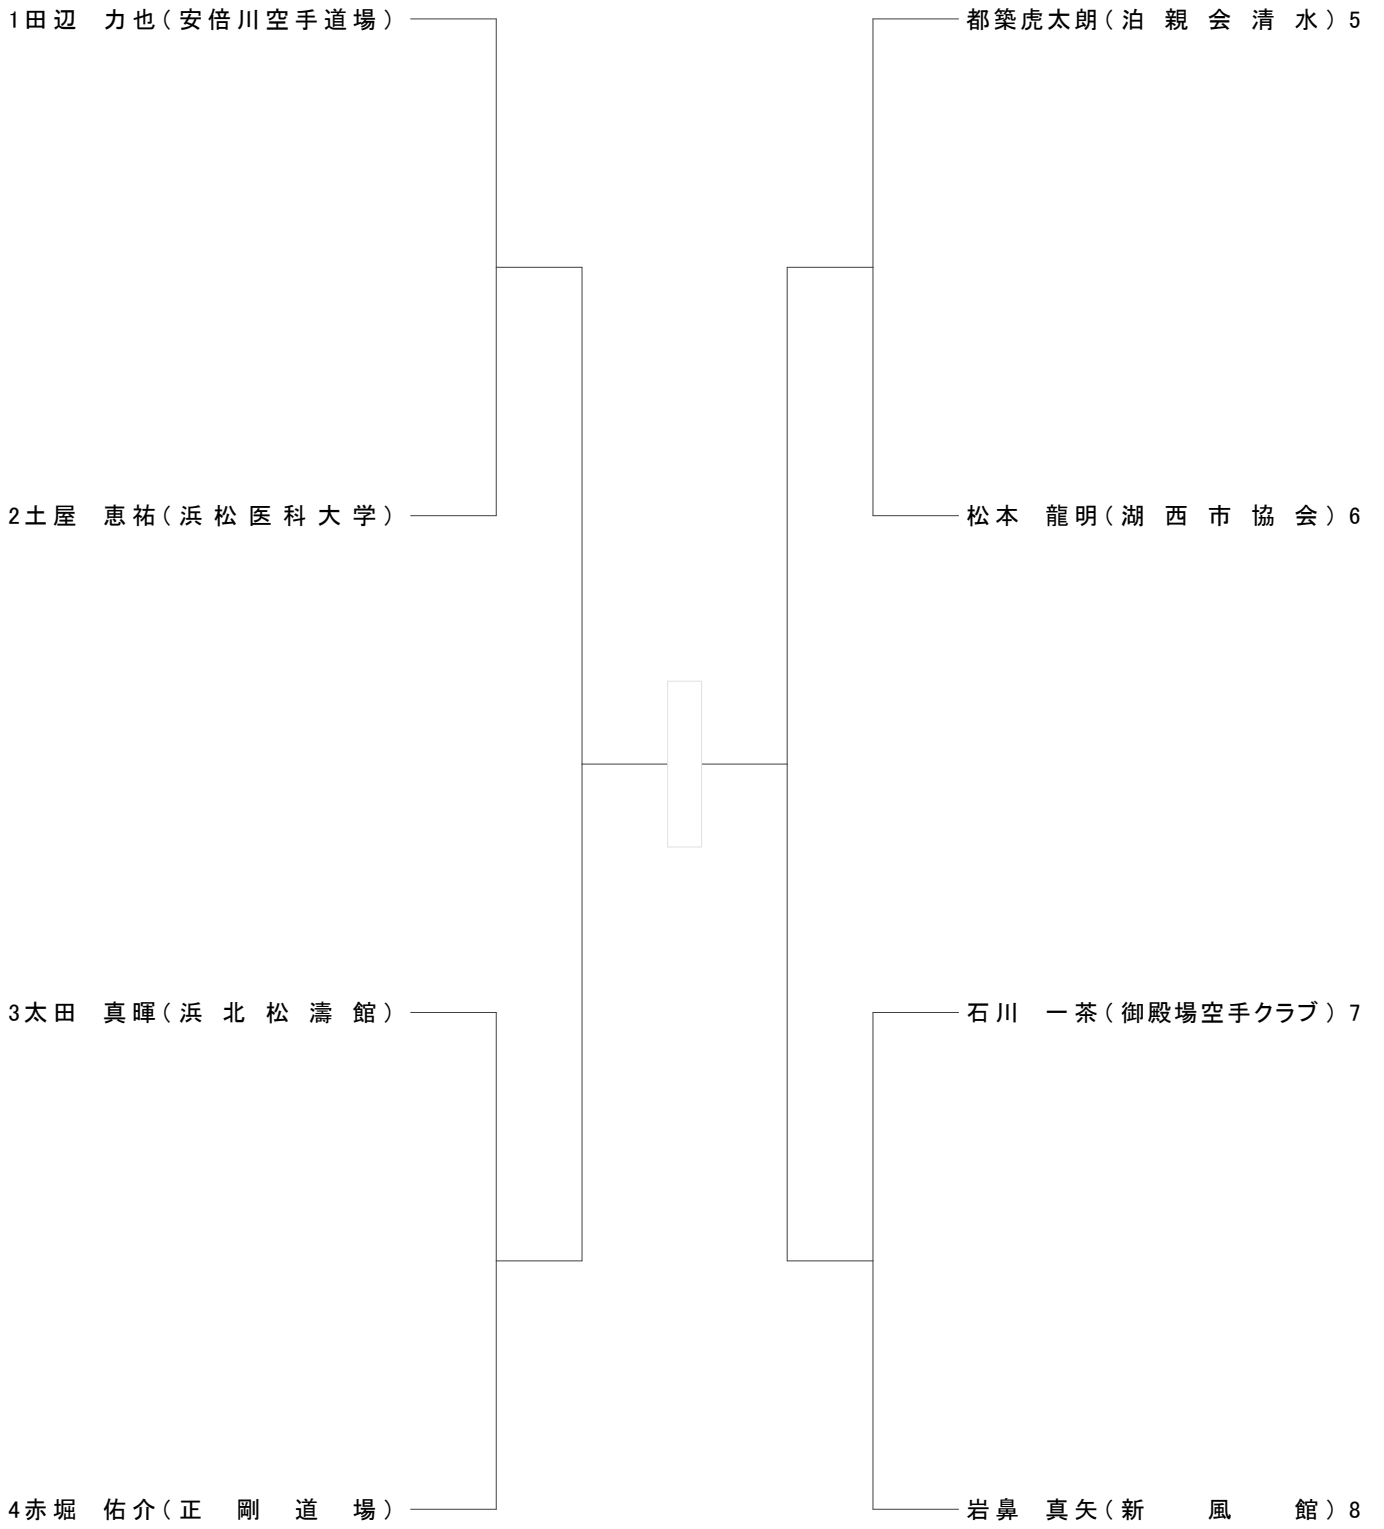 1田辺 力也(安倍川空手道場)
2土屋 恵祐(浜松医科大学)
3太田 真暉(浜北松濤館)
4赤堀 佑介(正剛道場)
都築虎太朗(泊親会清水)5
松本 龍明(湖西市協会)6
石川 一茶(御殿場空手クラブ)7
岩鼻 真矢(新風館)8